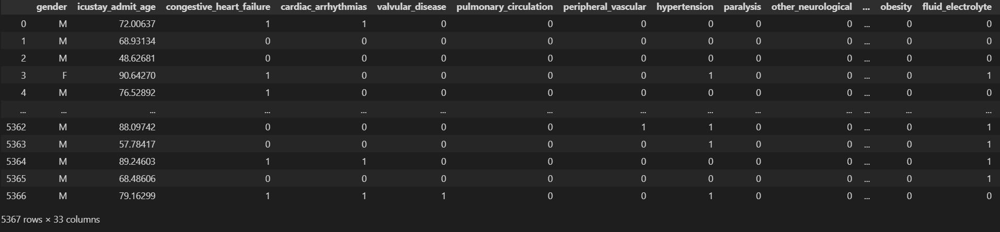 gender icustay_admit_age congestive_heart_failure cardiac_arrhythmias valvular_disease pulmonary_circulation peripheral_vascular hypertension paralysis other_neurological ... obesity fluid_electrolyte
0 M 72.00637 1 1 0 0 0 0 0 0 ... 0 0
1 M 68.93134 0 0 0 0 0 0 0 0 ... 0 0
2 M 48.62681 0 0 0 0 0 0 0 0 ... 0 0
3 F 90.64270 1 0 0 0 0 1 0 0 ... 0 1
4 M 76.52892 1 0 0 0 0 0 0 0 ... 0 0
... ... ... ... ... ... ... ... ... ... ... ... ... ...
5362 M 88.09742 0 0 0 0 1 1 0 0 ... 0 1
5363 M 57.78417 0 0 0 0 0 1 0 0 ... 0 1
5364 M 89.24603 1 1 0 0 0 0 0 0 ... 0 1
5365 M 68.48606 0 0 0 0 0 0 0 0 ... 0 1
5366 M 79.16299 1 1 1 0 0 1 0 0 ... 0 0
5367 rows × 33 columns